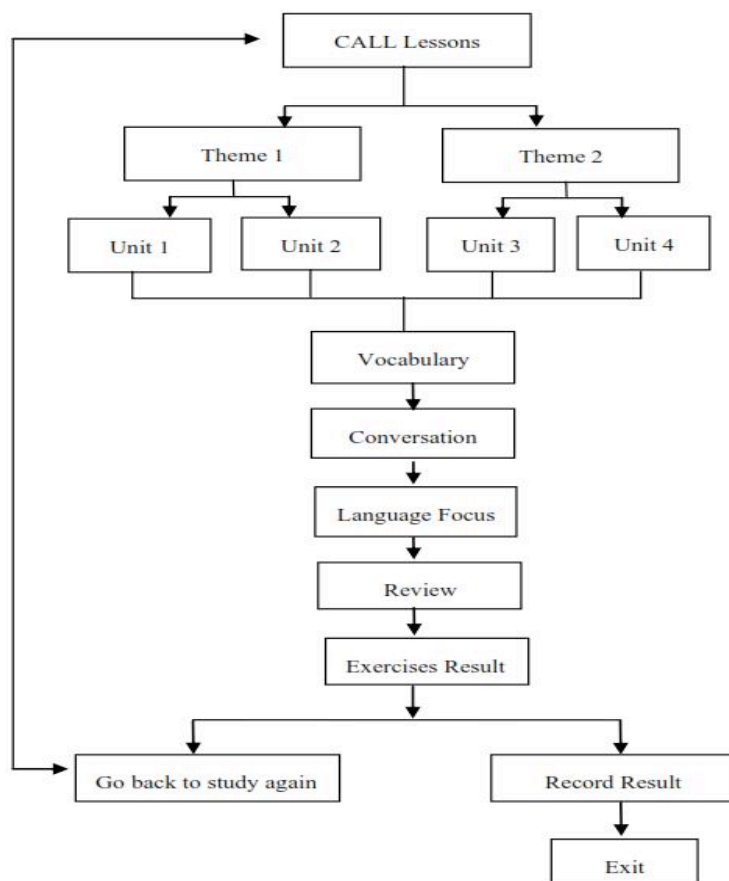 CALL Lessons
Theme 1
Theme 2
Unit 1
Unit 2
Unit 3
Unit 4
Vocabulary
Conversation
Language Focus
Review
Exercises Result
Go back to study again
Record Result
Exit